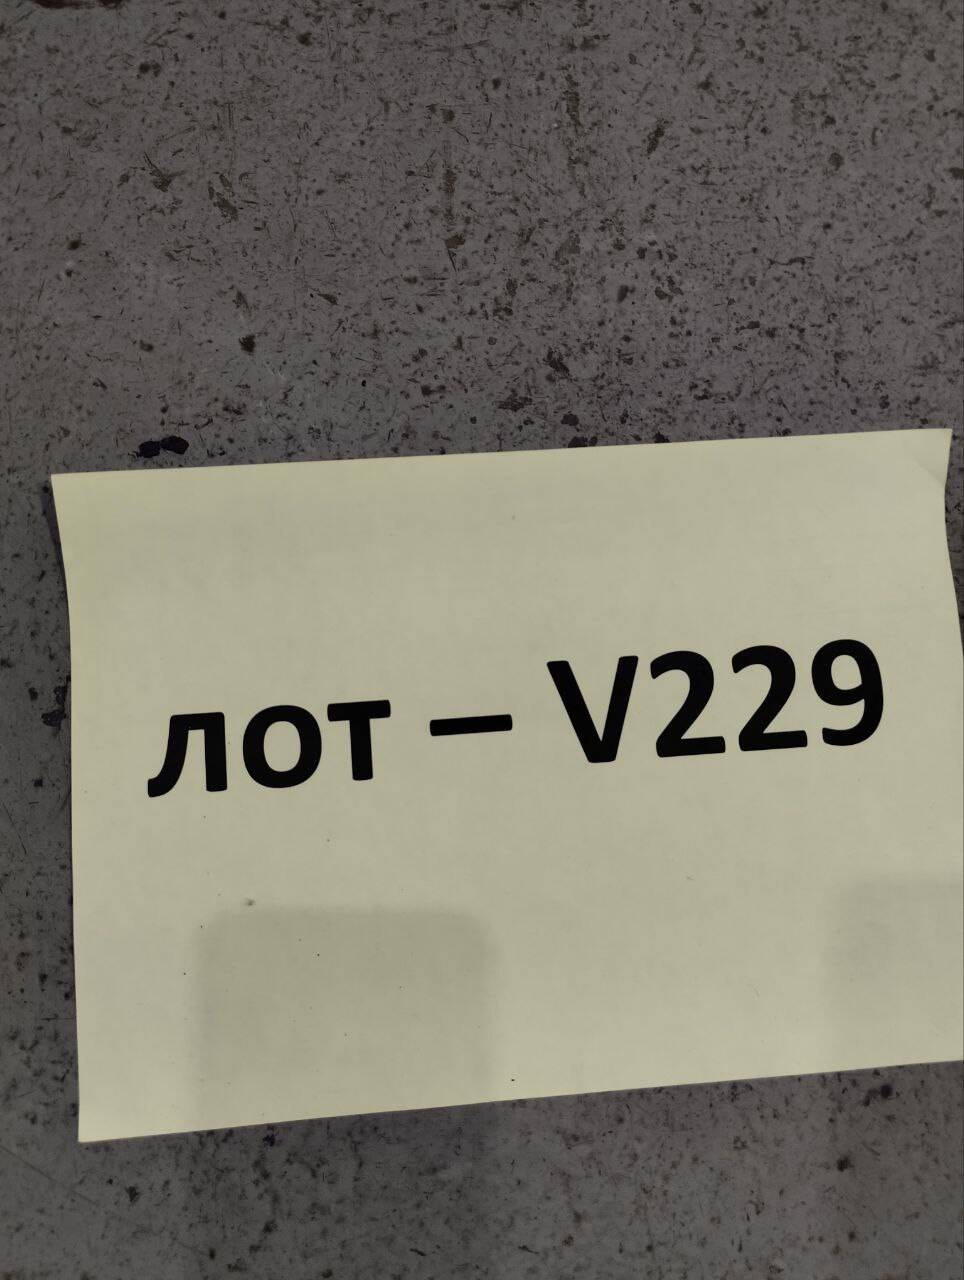 лот – V229